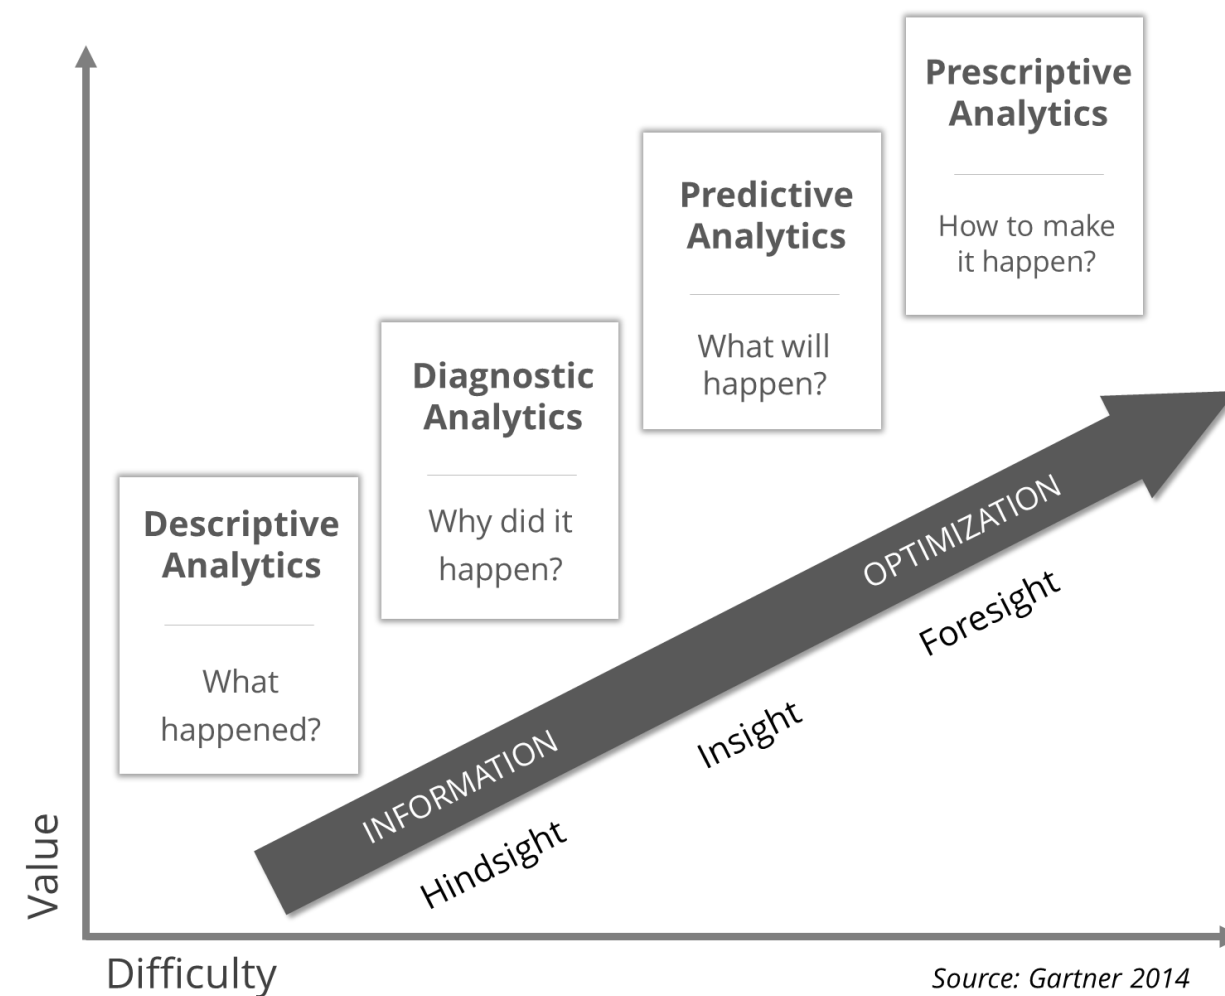 Prescriptive
Analytics
How to make
it happen?
Predictive
Analytics
What will
happen?
Diagnostic
Analytics
Why did it
happen?
Descriptive
Analytics
What
happened?
OPTIMIZATION
INFORMATION
Foresight
Insight
Hindsight
Value
Difficulty
Source: Gartner 2014